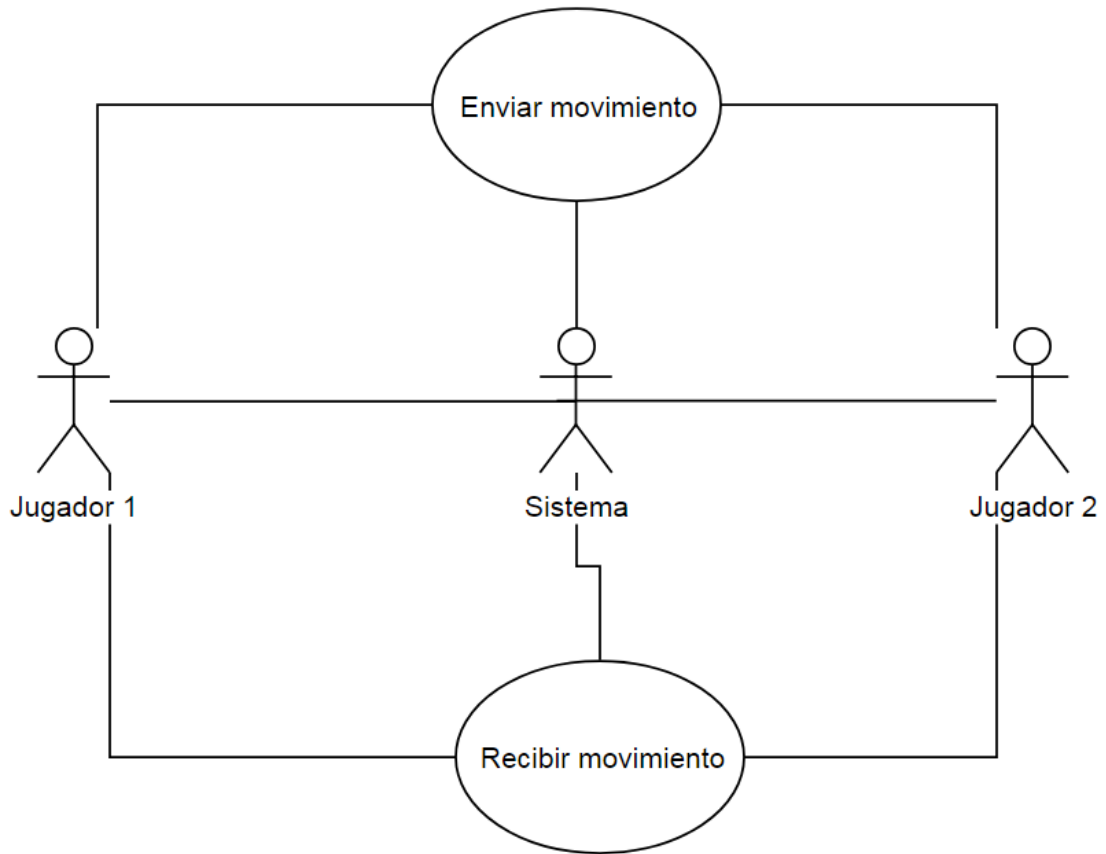 Enviar movimiento
Jugador 1
Sistema
Jugador 2
Recibir movimiento